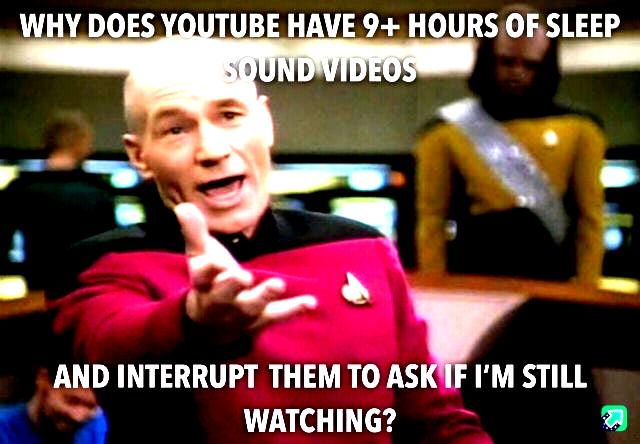 WHY DOES YOUTUBE HAVE 9+ HOURS OF SLEEP
SOUND VIDEOS
AND INTERRUPT THEM TO ASK IF I'M STILL
WATCHING?